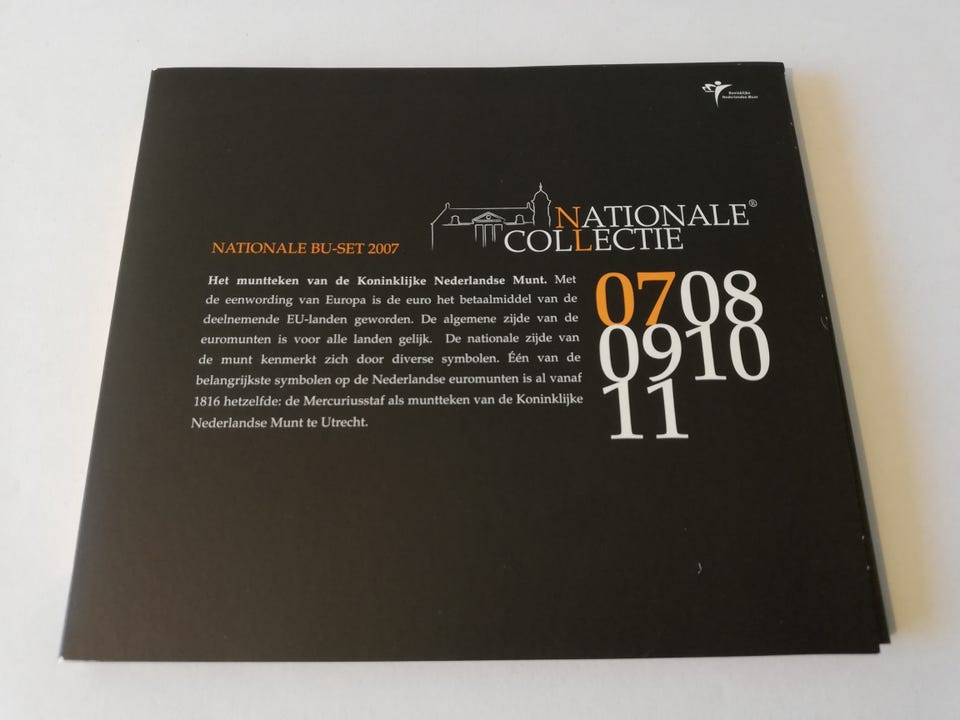 Koninklijke
Nederlandse Munt
NATIONALE®
COLLECTIE
NATIONALE BU-SET 2007
Het muntteken van de Koninklijke Nederlandse Munt. Met
de eenwording van Europa is de euro het betaalmiddel van de
deelnemende EU-landen geworden. De algemene zijde van de
euromunten is voor alle landen gelijk. De nationale zijde van
de munt kenmerkt zich door diverse symbolen. Één van de
belangrijkste symbolen op de Nederlandse euromunten is al vanaf
1816 hetzelfde: de Mercuriusstaf als muntteken van de Koninklijke
Nederlandse Munt te Utrecht.
0708
0910
11